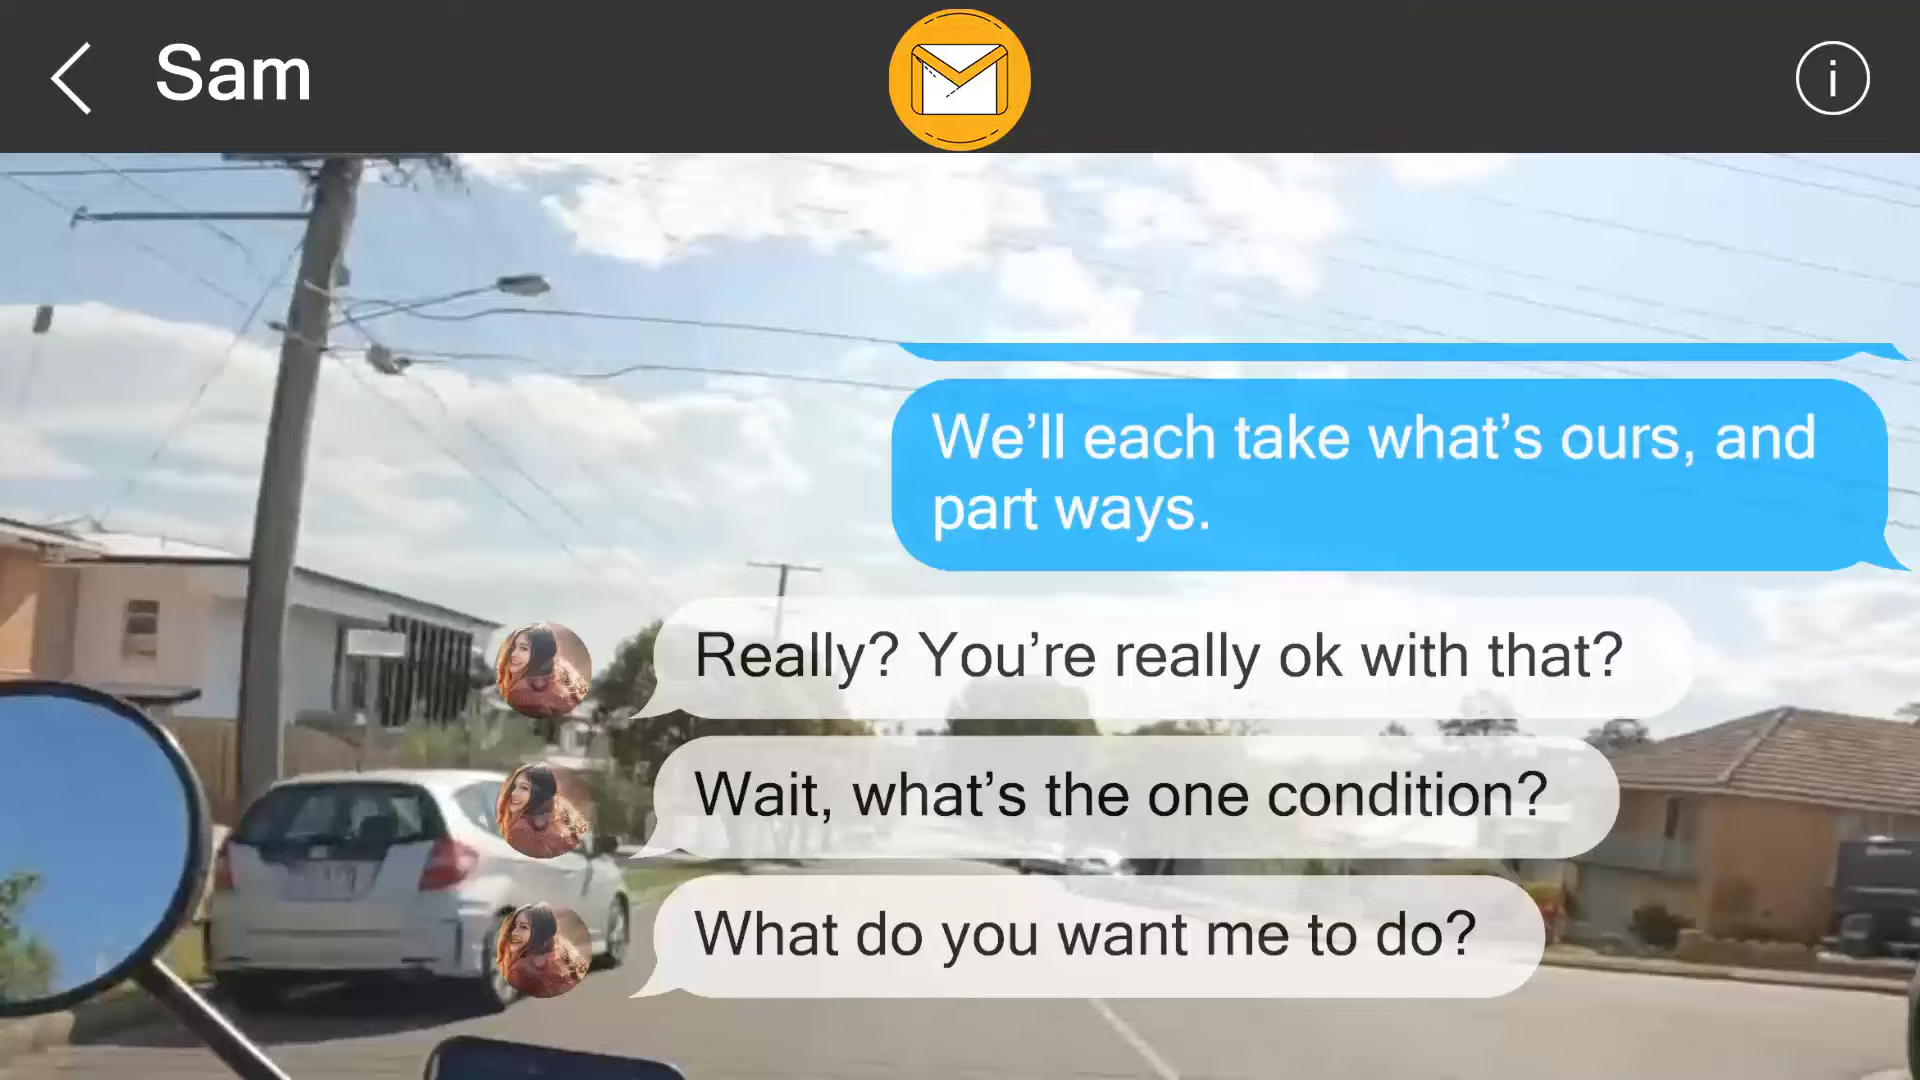 Sam
We’ll each take what’s ours, and
part ways.
Really? You’re really ok with that?
Wait, what’s the one condition?
What do you want me to do?